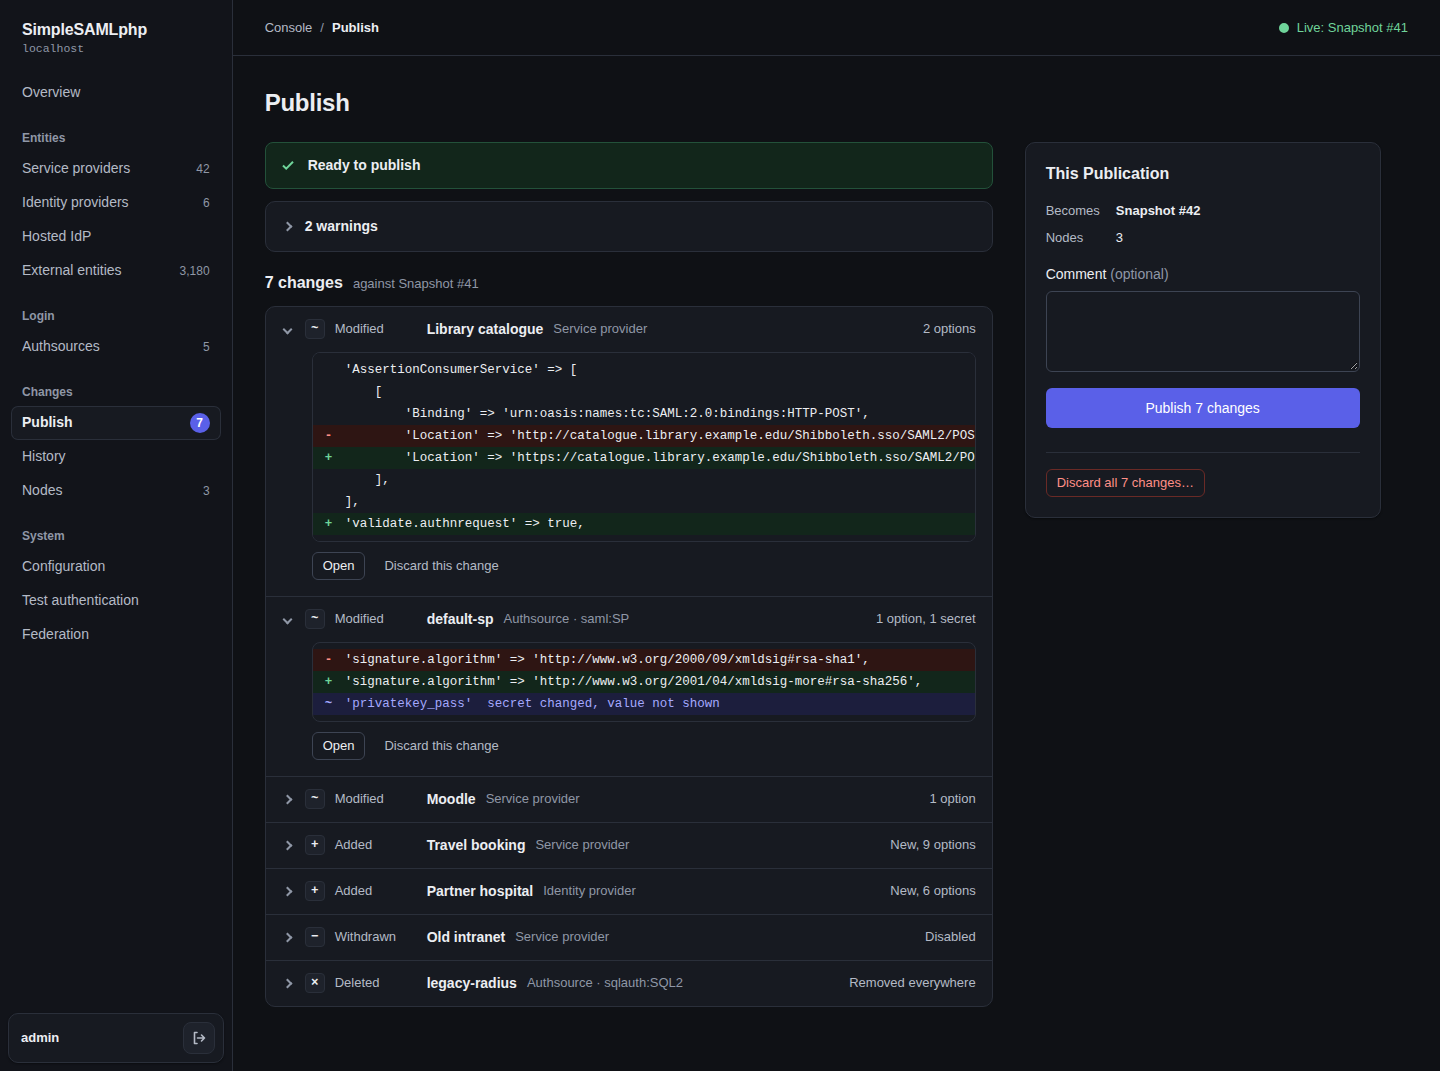 SimpleSAMLphp
localhost
Overview
Entities
Service providers 42
Identity providers 6
Hosted IdP
External entities 3,180
Login
Authsources 5
Changes
Publish 7
History
Nodes 3
System
Configuration
Test authentication
Federation
admin
Console / Publish
Live: Snapshot #41
Publish
Ready to publish
2 warnings
7 changes against Snapshot #41
~ Modified Library catalogue Service provider 2 options
'AssertionConsumerService' => [
[
'Binding' => 'urn:oasis:names:tc:SAML:2.0:bindings:HTTP-POST',
- 'Location' => 'http://catalogue.library.example.edu/Shibboleth.sso/SAML2/POS
+ 'Location' => 'https://catalogue.library.example.edu/Shibboleth.sso/SAML2/PO
],
],
+ 'validate.authnrequest' => true,
Open Discard this change
~ Modified default-sp Authsource · saml:SP 1 option, 1 secret
- 'signature.algorithm' => 'http://www.w3.org/2000/09/xmldsig#rsa-sha1',
+ 'signature.algorithm' => 'http://www.w3.org/2001/04/xmldsig-more#rsa-sha256',
~ 'privatekey_pass' secret changed, value not shown
Open Discard this change
~ Modified Moodle Service provider 1 option
+ Added Travel booking Service provider New, 9 options
+ Added Partner hospital Identity provider New, 6 options
− Withdrawn Old intranet Service provider Disabled
× Deleted legacy-radius Authsource · sqlauth:SQL2 Removed everywhere
This Publication
Becomes Snapshot #42
Nodes 3
Comment (optional)
Publish 7 changes
Discard all 7 changes…